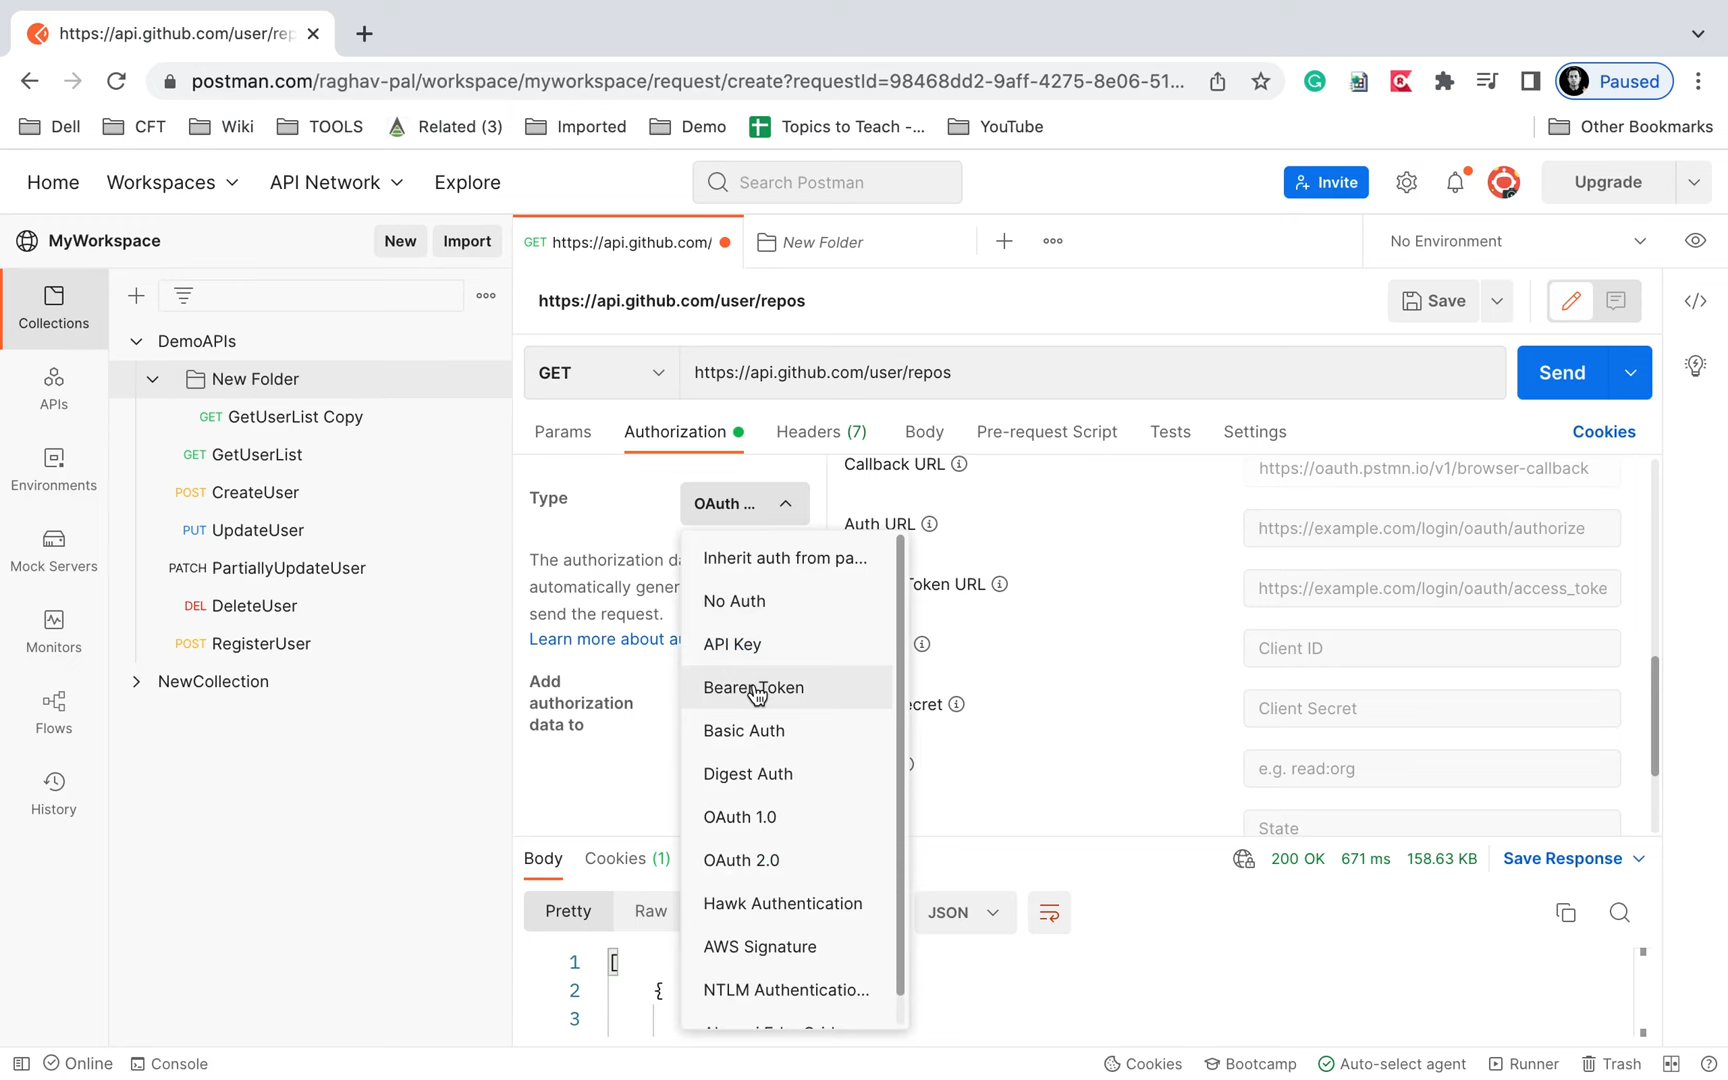 https://api.github.com/user/rep
postman.com/raghav-pal/workspace/myworkspace/request/create?requestId=98468dd2-9aff-4275-8e06-51...
Paused
Dell
CFT
Wiki
TOOLS
Related (3)
Imported
Demo
Topics to Teach -...
YouTube
Other Bookmarks
Home
Workspaces
API Network
Explore
Search Postman
Invite
Upgrade
MyWorkspace
New
Import
GET https://api.github.com/
New Folder
No Environment
Collections
APIs
Environments
Mock Servers
Monitors
Flows
History
DemoAPIs
New Folder
GET GetUserList Copy
GET GetUserList
POST CreateUser
PUT UpdateUser
PATCH PartiallyUpdateUser
DEL DeleteUser
POST RegisterUser
NewCollection
https://api.github.com/user/repos
Save
GET
https://api.github.com/user/repos
Send
Params
Authorization
Headers (7)
Body
Pre-request Script
Tests
Settings
Cookies
Type
OAuth ...
The authorization da
automatically gener
send the request.
Learn more about au
Add
authorization
data to
Inherit auth from pa...
No Auth
API Key
Bearer Token
Basic Auth
Digest Auth
OAuth 1.0
OAuth 2.0
Hawk Authentication
AWS Signature
NTLM Authenticatio...
Callback URL
https://oauth.pstmn.io/v1/browser-callback
Auth URL
https://example.com/login/oauth/authorize
Token URL
https://example.com/login/oauth/access_toke
Client ID
ecret
Client Secret
e.g. read:org
State
Body
Cookies (1)
200 OK
671 ms
158.63 KB
Save Response
Pretty
Raw
JSON
1 [
2 {
3
Online
Console
Cookies
Bootcamp
Auto-select agent
Runner
Trash